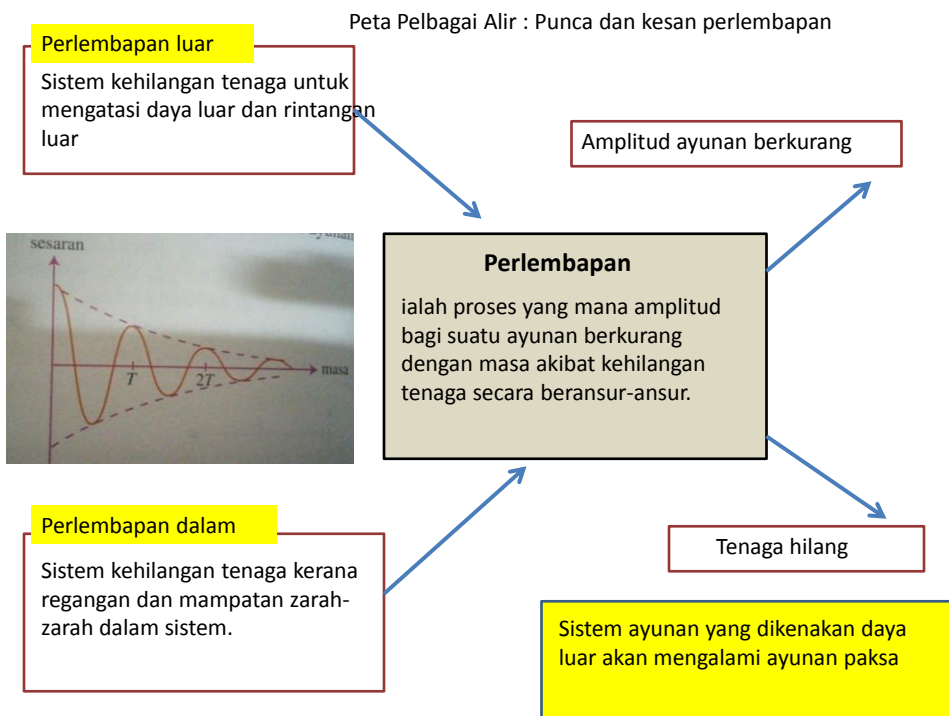 Peta Pelbagai Alir : Punca dan kesan perlembapan
Perlembapan luar
Sistem kehilangan tenaga untuk
mengatasi daya luar dan rintangan
luar
Amplitud ayunan berkurang
sesaran
T
2T
masa
Perlembapan
ialah proses yang mana amplitud
bagi suatu ayunan berkurang
dengan masa akibat kehilangan
tenaga secara beransur-ansur.
Perlembapan dalam
Sistem kehilangan tenaga kerana
regangan dan mampatan zarah-
zarah dalam sistem.
Tenaga hilang
Sistem ayunan yang dikenakan daya
luar akan mengalami ayunan paksa